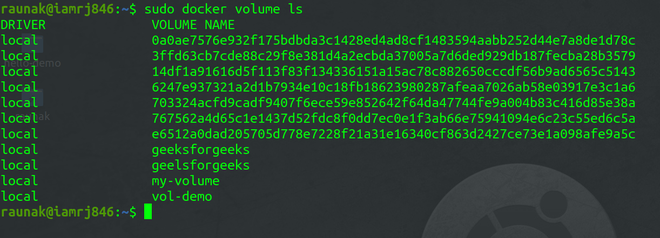 raunak@iamrj846:~$ sudo docker volume ls
DRIVER VOLUME NAME
local 0a0ae7576e932f175bdbda3c1428ed4ad8cf1483594aabb252d44e7a8de1d78c
local 3ffd63cb7cde88c29f8e381d4a2ecbda37005a7d6ded929db187fecba28b3579
local 14df1a91616d5f113f83f134336151a15ac78c882650cccdf56b9ad6565c5143
local 6247e937321a2d1b7934e10c18fb18623980287afeaa7026ab58e03917e3c1a6
local 703324acfd9cadf9407f6ece59e852642f64da47744fe9a004b83c416d85e38a
local 767562a4d65c1e1437d52fdc8f0dd7ec0e1f3ab66e75941094e6c23c55ed6c5a
local e6512a0dad205705d778e7228f21a31e16340cf863d2427ce73e1a098afe9a5c
local geeksforgeeks
local geelsforgeeks
local my-volume
local vol-demo
raunak@iamrj846:~$